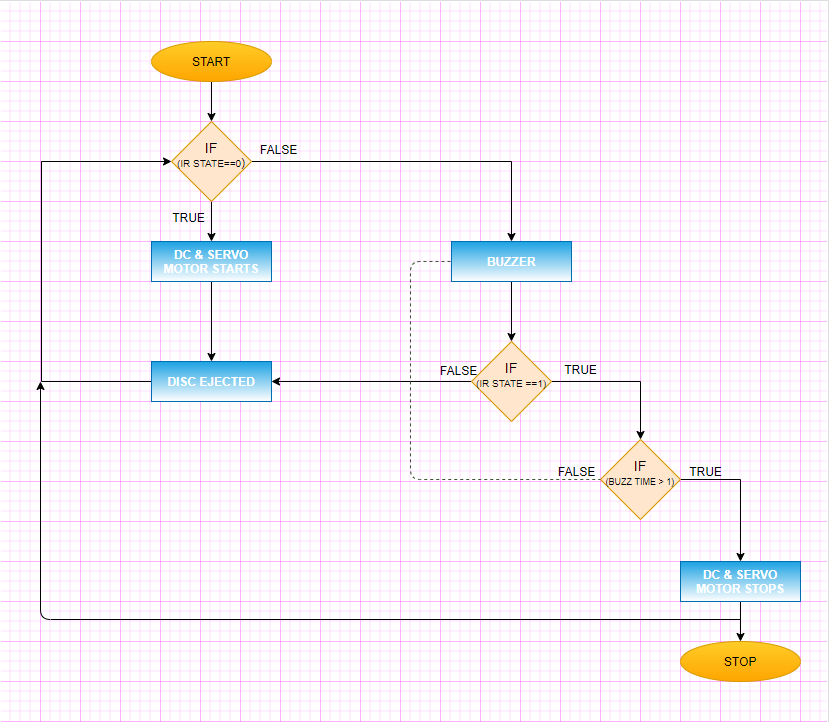 START
IF
(IR STATE==0)
FALSE
TRUE
DC & SERVO
MOTOR STARTS
BUZZER
DISC EJECTED
FALSE
IF
(IR STATE ==1)
TRUE
FALSE
IF
(BUZZ TIME > 1)
TRUE
DC & SERVO
MOTOR STOPS
STOP